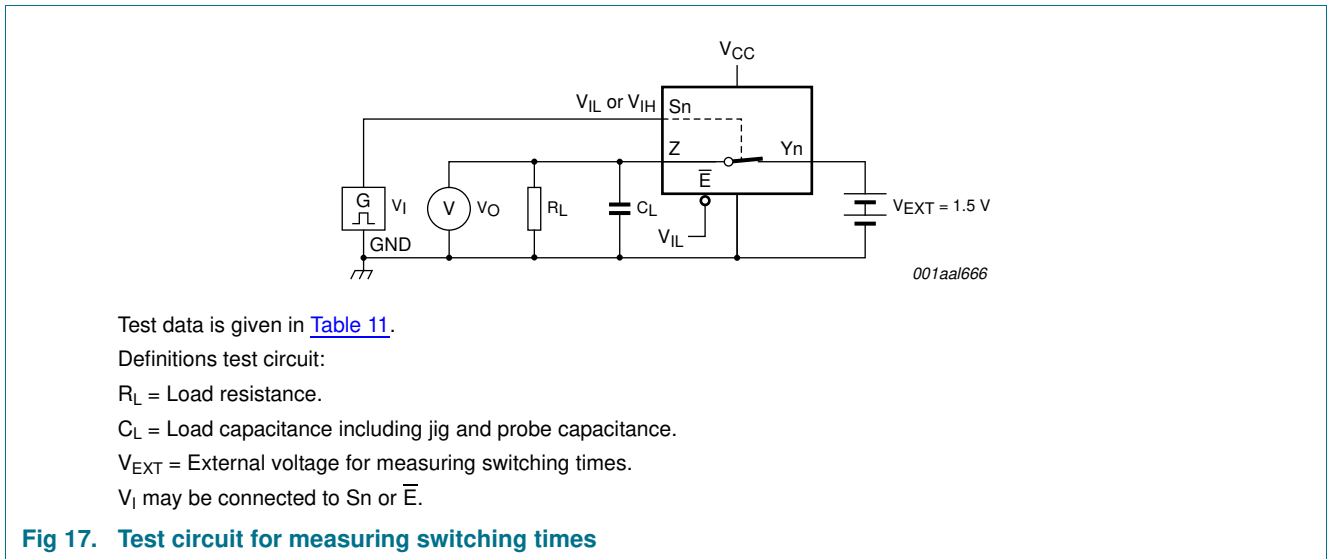 VCC
VIL or VIH Sn
Z Yn
E̅
G VI
V VO
RL
CL
VEXT = 1.5 V
VIL
GND
001aal666
Test data is given in Table 11.
Definitions test circuit:
RL = Load resistance.
CL = Load capacitance including jig and probe capacitance.
VEXT = External voltage for measuring switching times.
VI may be connected to Sn or E̅.
Fig 17. Test circuit for measuring switching times